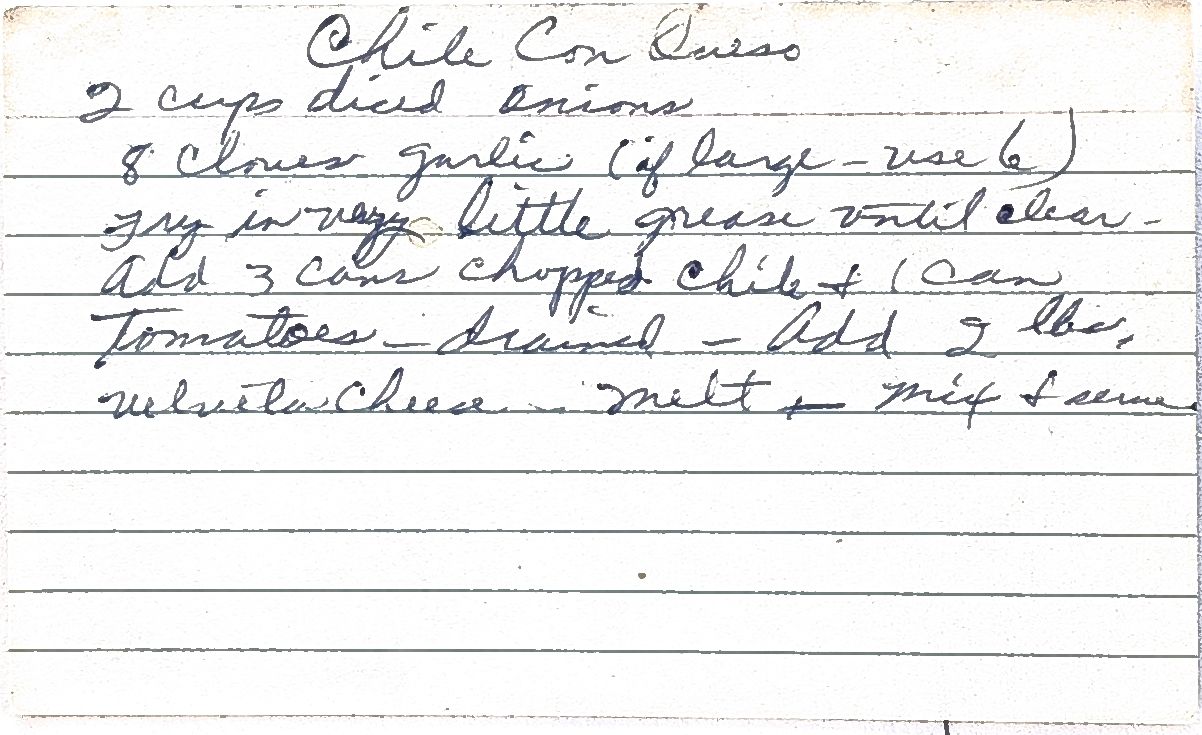 Chile Con Queso
2 cups diced onions
8 cloves garlic (if large - use 6)
Fry in very little grease until clear -
Add 3 cans chopped chile & 1 can
Tomatoes - drained - Add 2 lbs.
Velveeta Cheese - Melt + mix & serve.